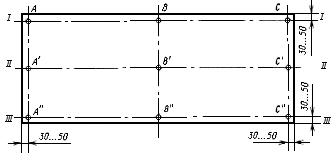 A B C
I I
30...50
II A' B' C' II
30...50
III A" B" C" III
30...50 30...50